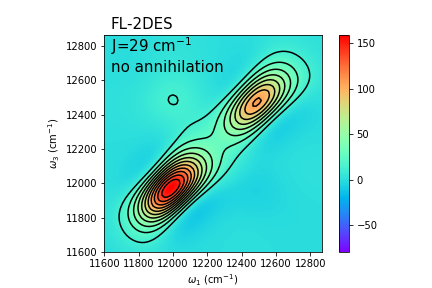 FL-2DES
J=29 cm⁻¹
no annihilation
12800
12600
12400
12200
12000
11800
11600
ω₃ (cm⁻¹)
11600 11800 12000 12200 12400 12600 12800
ω₁ (cm⁻¹)
150
100
50
0
−50